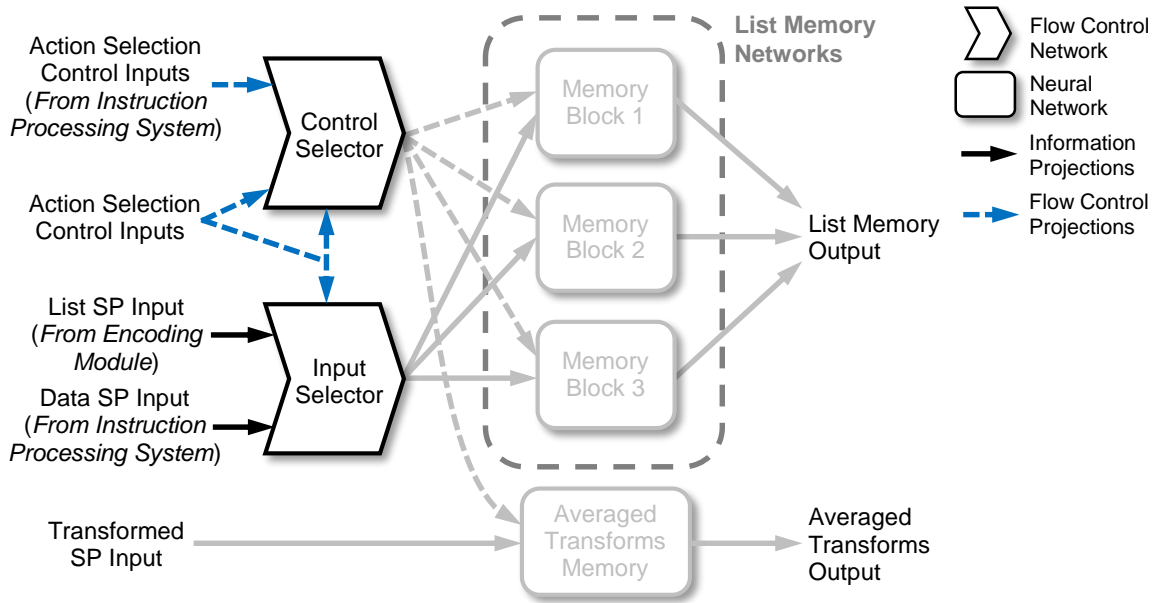 Action Selection
Control Inputs
(From Instruction
Processing System)
Control
Selector
Action Selection
Control Inputs
List SP Input
(From Encoding
Module)
Data SP Input
(From Instruction
Processing System)
Input
Selector
Transformed
SP Input
List Memory
Networks
Memory
Block 1
Memory
Block 2
Memory
Block 3
Averaged
Transforms
Memory
List Memory
Output
Averaged
Transforms
Output
Flow Control
Network
Neural
Network
Information
Projections
Flow Control
Projections